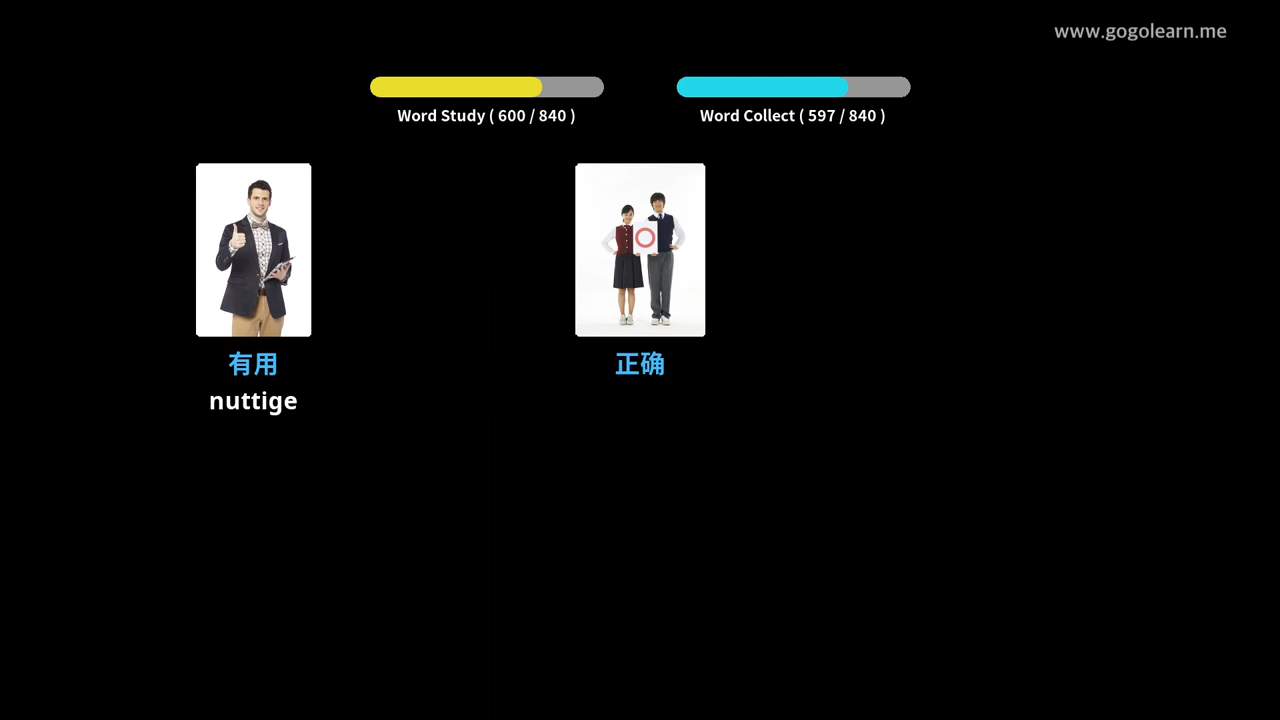 www.gogolearn.me
Word Study ( 600 / 840 )
Word Collect ( 597 / 840 )
有用
正确
nuttige